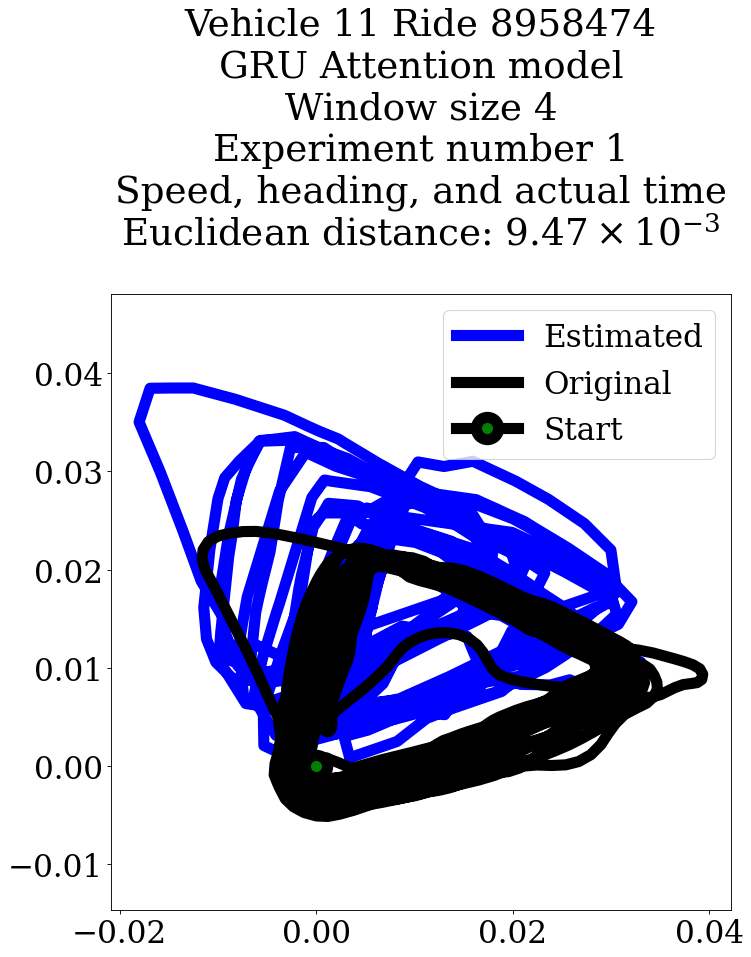 Vehicle 11 Ride 8958474
GRU Attention model
Window size 4
Experiment number 1
Speed, heading, and actual time
Euclidean distance: 9.47 × 10⁻³
Estimated
Original
Start
0.04
0.03
0.02
0.01
0.00
−0.01
−0.02 0.00 0.02 0.04